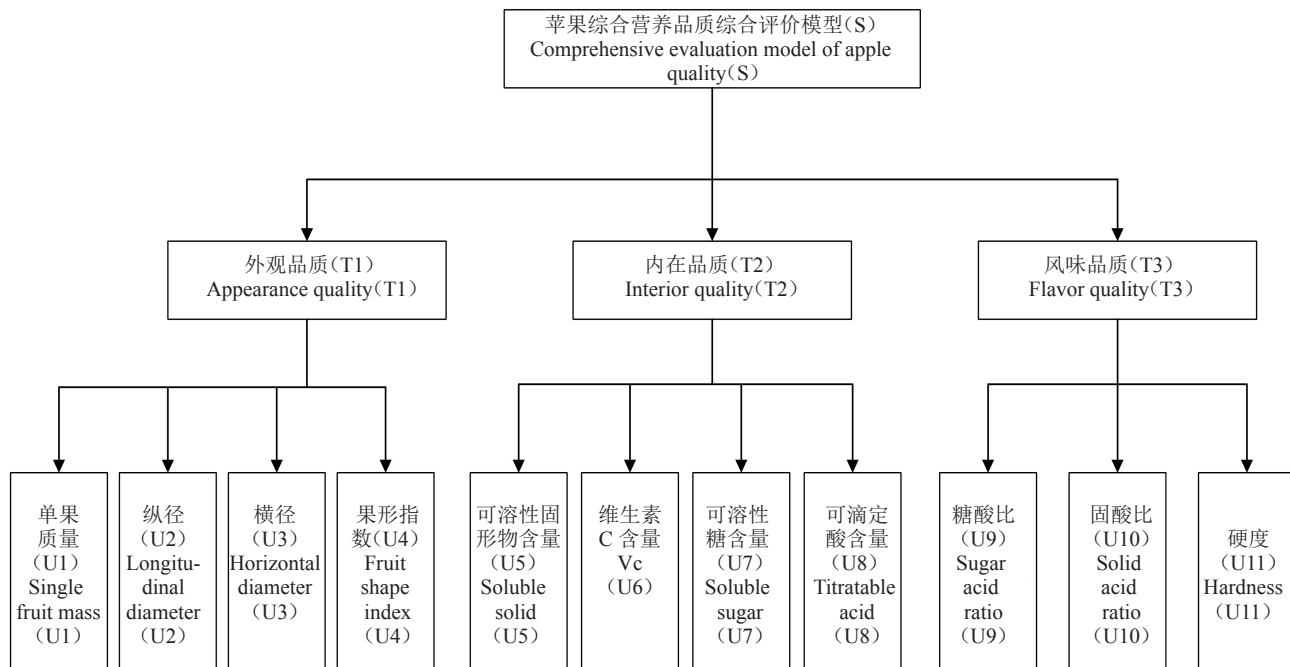 苹果综合营养品质综合评价模型(S)
Comprehensive evaluation model of apple
quality(S)
外观品质(T1)
Appearance quality(T1)
内在品质(T2)
Interior quality(T2)
风味品质(T3)
Flavor quality(T3)
单果
质量
(U1)
Single
fruit mass
(U1)
纵径
(U2)
Longitu-
dinal
diameter
(U2)
横径
(U3)
Horizontal
diameter
(U3)
果形指
数(U4)
Fruit
shape
index
(U4)
可溶性固
形物含量
(U5)
Soluble
solid
(U5)
维生素
C 含量
Vc
(U6)
可溶性
糖含量
(U7)
Soluble
sugar
(U7)
可滴定
酸含量
(U8)
Titratable
acid
(U8)
糖酸比
(U9)
Sugar
acid
ratio
(U9)
固酸比
(U10)
Solid
acid
ratio
(U10)
硬度
(U11)
Hardness
(U11)